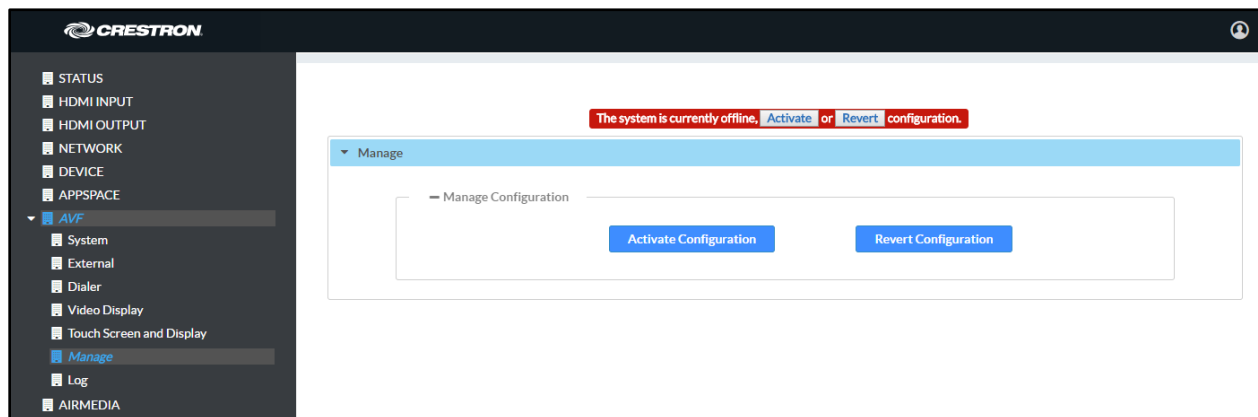 CRESTRON.
STATUS
HDMI INPUT
HDMI OUTPUT
NETWORK
DEVICE
APPSPACE
AVF
System
External
Dialer
Video Display
Touch Screen and Display
Manage
Log
AIRMEDIA
The system is currently offline, Activate or Revert configuration.
Manage
Manage Configuration
Activate Configuration
Revert Configuration